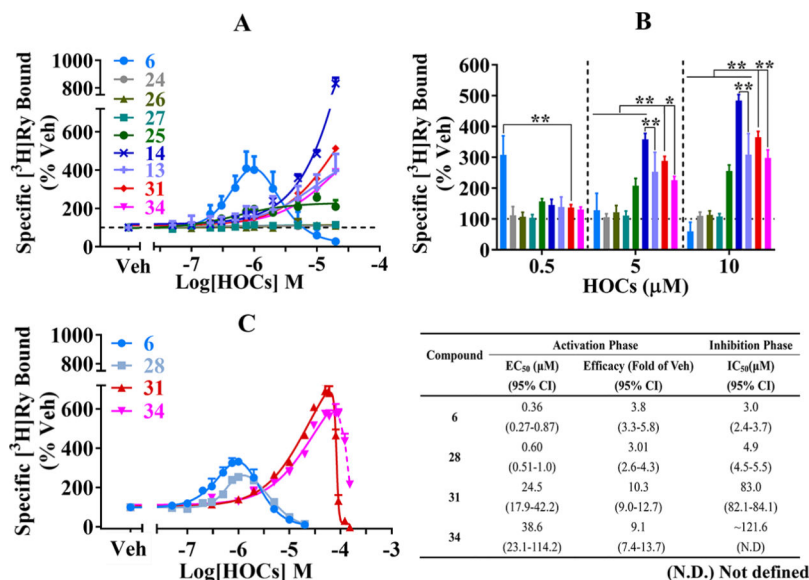 A
Specific [³H]Ry Bound
(% Veh)
1000
800
600
400
200
0
6
24
26
27
25
14
13
31
34
Veh
-7
-6
-5
-4
Log[HOCs] M
B
Specific [³H]Ry Bound
(% Veh)
600
500
400
300
200
100
0
**
**
*
**
**
**
**
0.5
5
10
HOCs (µM)
C
Specific [³H]Ry Bound
(% Veh)
1000
800
600
400
200
0
6
28
31
34
Veh
-7
-6
-5
-4
-3
Log[HOCs] M
Compound Activation Phase Inhibition Phase
EC₅₀ (µM) Efficacy (Fold of Veh) IC₅₀(µM)
(95% CI) (95% CI) (95% CI)
6 0.36 3.8 3.0
(0.27-0.87) (3.3-5.8) (2.4-3.7)
28 0.60 3.01 4.9
(0.51-1.0) (2.6-4.3) (4.5-5.5)
31 24.5 10.3 83.0
(17.9-42.2) (9.0-12.7) (82.1-84.1)
34 38.6 9.1 ~121.6
(23.1-114.2) (7.4-13.7) (N.D)
(N.D.) Not defined